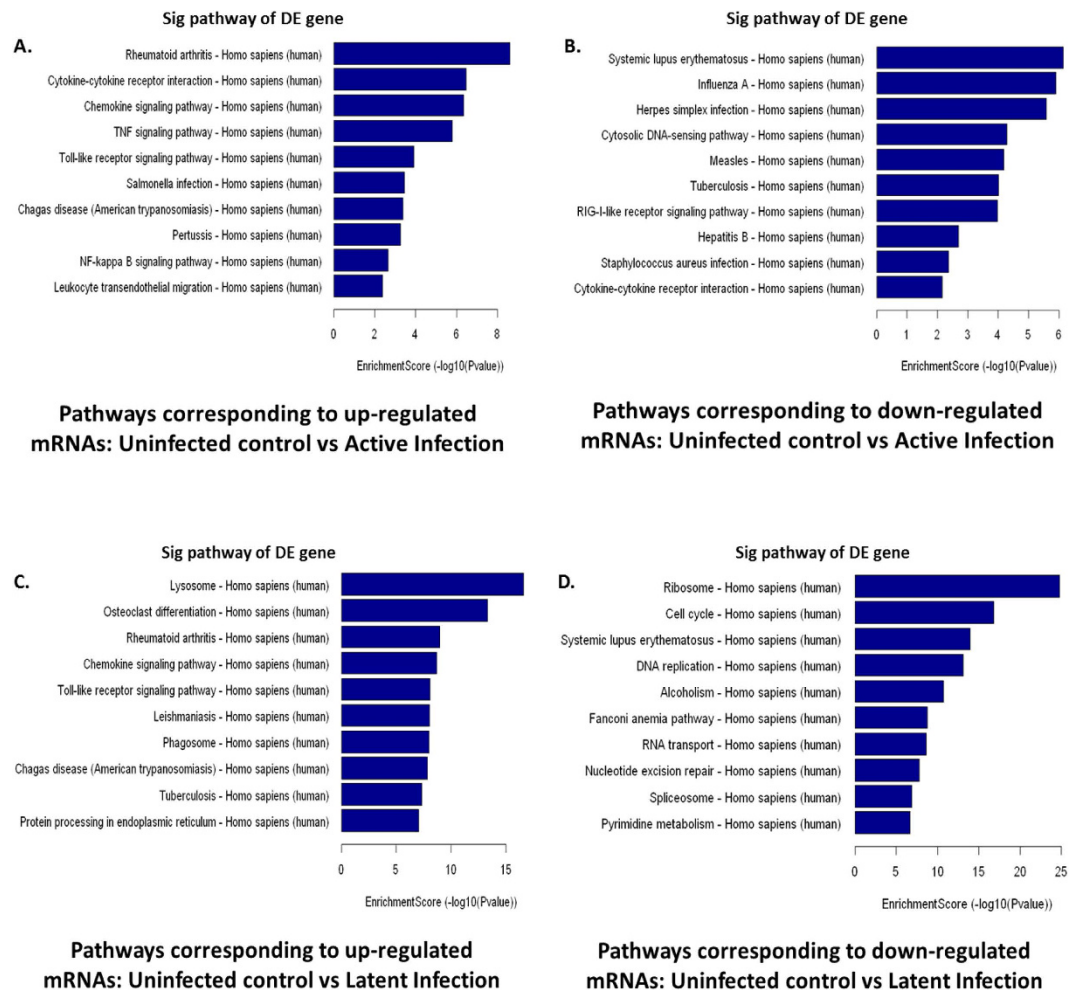 Sig pathway of DE gene
A.
Rheumatoid arthritis - Homo sapiens (human)
Cytokine-cytokine receptor interaction - Homo sapiens (human)
Chemokine signaling pathway - Homo sapiens (human)
TNF signaling pathway - Homo sapiens (human)
Toll-like receptor signaling pathway - Homo sapiens (human)
Salmonella infection - Homo sapiens (human)
Chagas disease (American trypanosomiasis) - Homo sapiens (human)
Pertussis - Homo sapiens (human)
NF-kappa B signaling pathway - Homo sapiens (human)
Leukocyte transendothelial migration - Homo sapiens (human)
0 2 4 6 8
EnrichmentScore (-log10(Pvalue))
Pathways corresponding to up-regulated
mRNAs: Uninfected control vs Active Infection
Sig pathway of DE gene
B.
Systemic lupus erythematosus - Homo sapiens (human)
Influenza A - Homo sapiens (human)
Herpes simplex infection - Homo sapiens (human)
Cytosolic DNA-sensing pathway - Homo sapiens (human)
Measles - Homo sapiens (human)
Tuberculosis - Homo sapiens (human)
RIG-I-like receptor signaling pathway - Homo sapiens (human)
Hepatitis B - Homo sapiens (human)
Staphylococcus aureus infection - Homo sapiens (human)
Cytokine-cytokine receptor interaction - Homo sapiens (human)
0 1 2 3 4 5 6
EnrichmentScore (-log10(Pvalue))
Pathways corresponding to down-regulated
mRNAs: Uninfected control vs Active Infection
Sig pathway of DE gene
C.
Lysosome - Homo sapiens (human)
Osteoclast differentiation - Homo sapiens (human)
Rheumatoid arthritis - Homo sapiens (human)
Chemokine signaling pathway - Homo sapiens (human)
Toll-like receptor signaling pathway - Homo sapiens (human)
Leishmaniasis - Homo sapiens (human)
Phagosome - Homo sapiens (human)
Chagas disease (American trypanosomiasis) - Homo sapiens (human)
Tuberculosis - Homo sapiens (human)
Protein processing in endoplasmic reticulum - Homo sapiens (human)
0 5 10 15
EnrichmentScore (-log10(Pvalue))
Pathways corresponding to up-regulated
mRNAs: Uninfected control vs Latent Infection
Sig pathway of DE gene
D.
Ribosome - Homo sapiens (human)
Cell cycle - Homo sapiens (human)
Systemic lupus erythematosus - Homo sapiens (human)
DNA replication - Homo sapiens (human)
Alcoholism - Homo sapiens (human)
Fanconi anemia pathway - Homo sapiens (human)
RNA transport - Homo sapiens (human)
Nucleotide excision repair - Homo sapiens (human)
Spliceosome - Homo sapiens (human)
Pyrimidine metabolism - Homo sapiens (human)
0 5 10 15 20 25
EnrichmentScore (-log10(Pvalue))
Pathways corresponding to down-regulated
mRNAs: Uninfected control vs Latent Infection